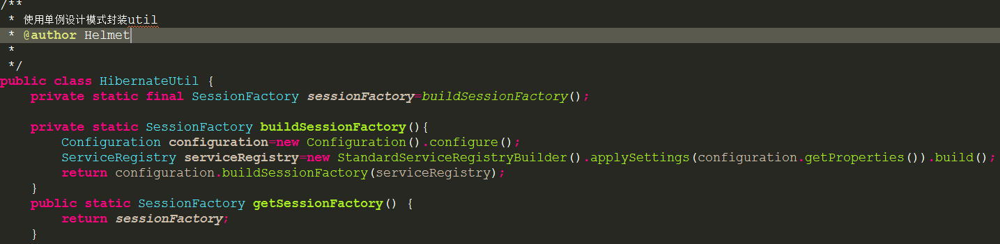 /**
 * 使用单例设计模式封装util
 * @author Helmet
 *
 */
public class HibernateUtil {
    private static final SessionFactory sessionFactory=buildSessionFactory();

    private static SessionFactory buildSessionFactory(){
        Configuration configuration=new Configuration().configure();
        ServiceRegistry serviceRegistry=new StandardServiceRegistryBuilder().applySettings(configuration.getProperties()).build();
        return configuration.buildSessionFactory(serviceRegistry);
    }
    public static SessionFactory getSessionFactory() {
        return sessionFactory;
    }